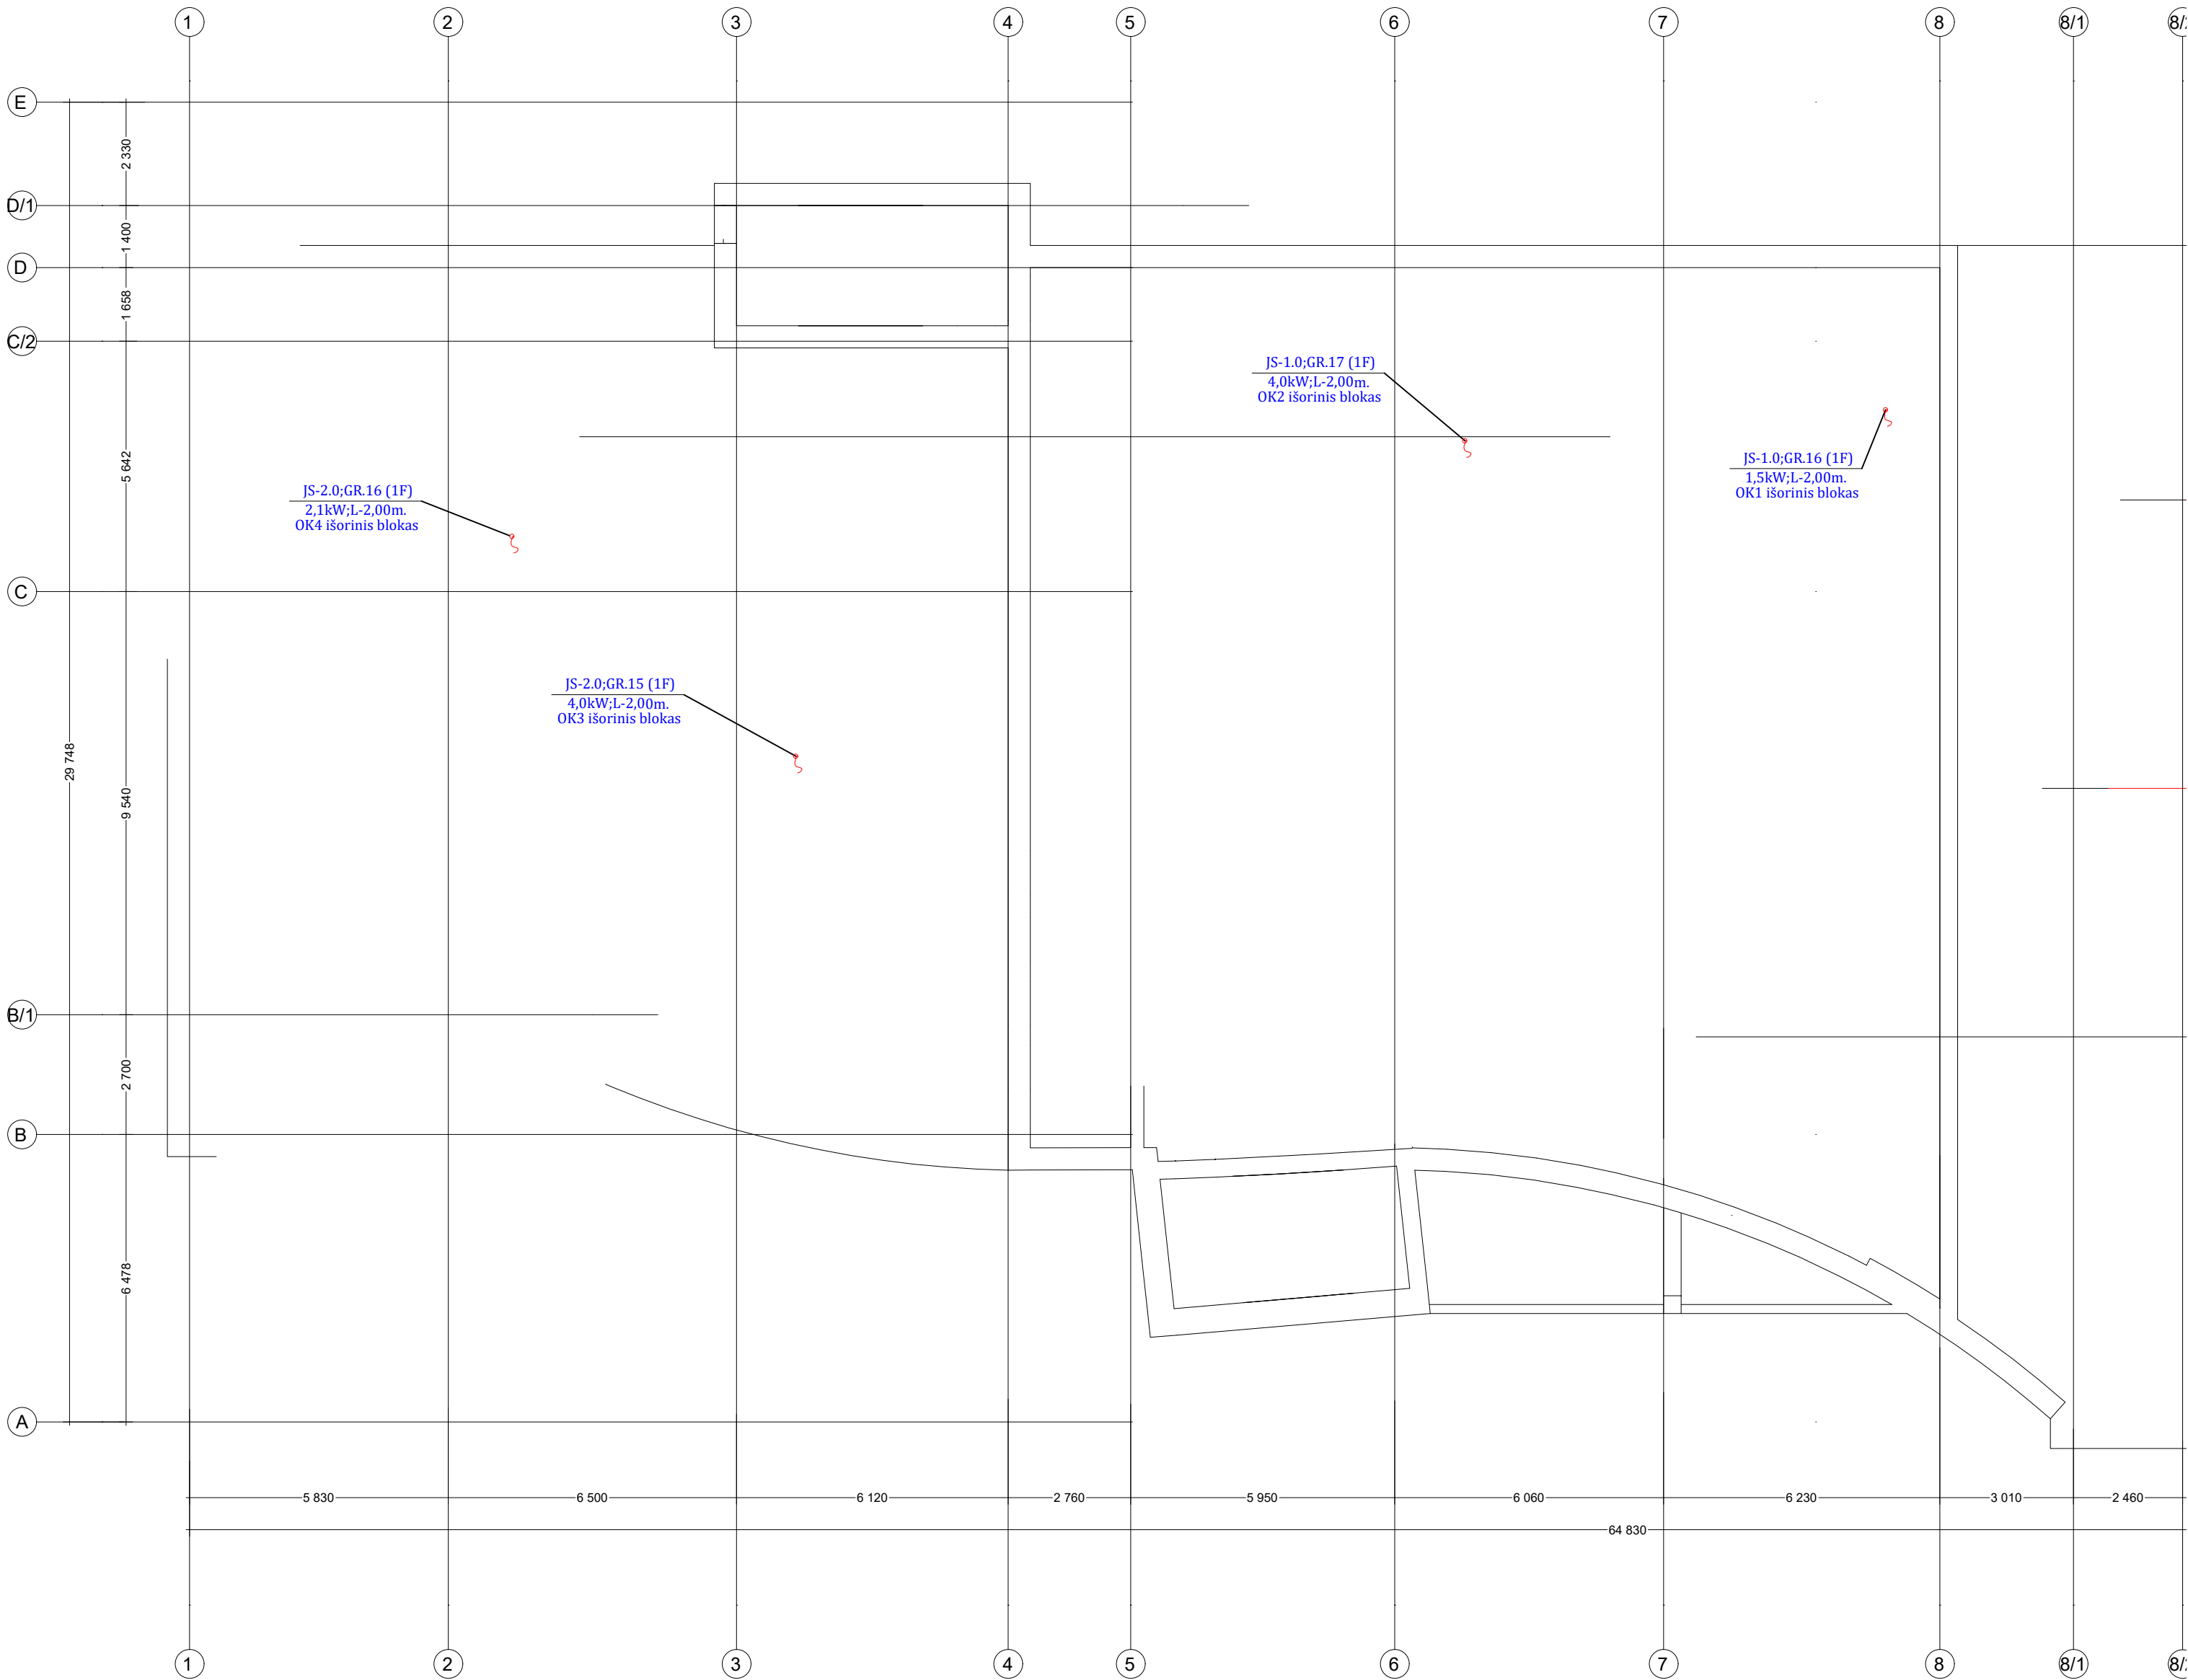 1
2
3
4
5
6
7
8
8/1
E
D/1
D
C/2
C
B/1
B
A
2 330
1 400
1 658
5 642
9 540
2 700
6 478
29 748
JS-1.0;GR.17 (1F)
4,0kW;L-2,00m.
OK2 išorinis blokas
JS-1.0;GR.16 (1F)
1,5kW;L-2,00m.
OK1 išorinis blokas
JS-2.0;GR.16 (1F)
2,1kW;L-2,00m.
OK4 išorinis blokas
JS-2.0;GR.15 (1F)
4,0kW;L-2,00m.
OK3 išorinis blokas
5 830
6 500
6 120
2 760
5 950
6 060
6 230
3 010
2 460
64 830
1
2
3
4
5
6
7
8
8/1